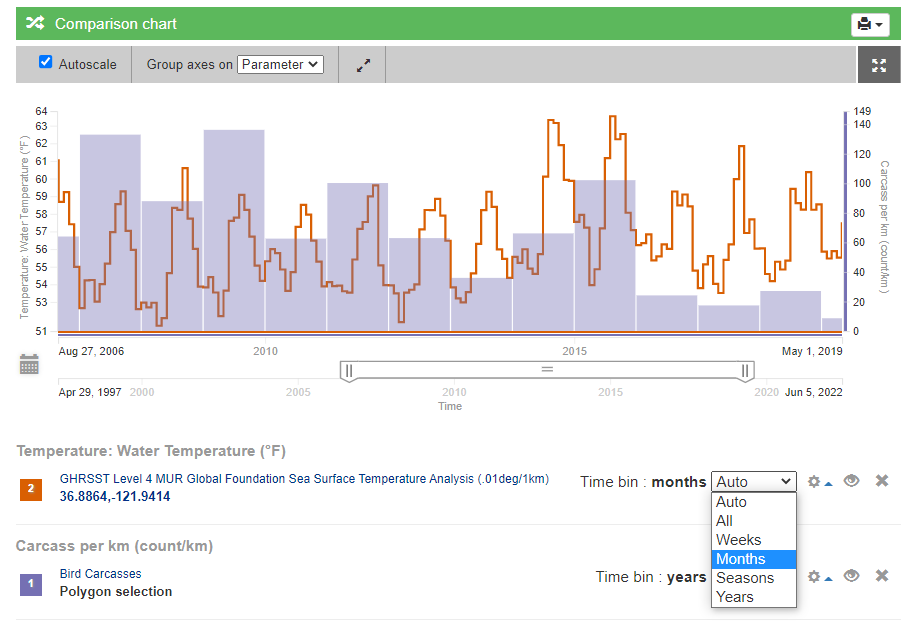 Comparison chart
Autoscale Group axes on Parameter
64 149
63 140
62
61 120
60
59 100
58 80
57
56 60
55 40
54
53 20
51 0
Temperature: Water Temperature (°F)
Carcass per km (count/km )
Aug 27, 2006 2010 2015 May 1, 2019
Apr 29, 1997 2000 2005 2010 2015 2020 Jun 5, 2022
Time
Temperature: Water Temperature (°F)
2 GHRSST Level 4 MUR Global Foundation Sea Surface Temperature Analysis (.01deg/1km) Time bin : months Auto
36.8864,-121.9414
Auto
All
Weeks
Months
Seasons
Years
Carcass per km (count/km)
1 Bird Carcasses Time bin : years
Polygon selection